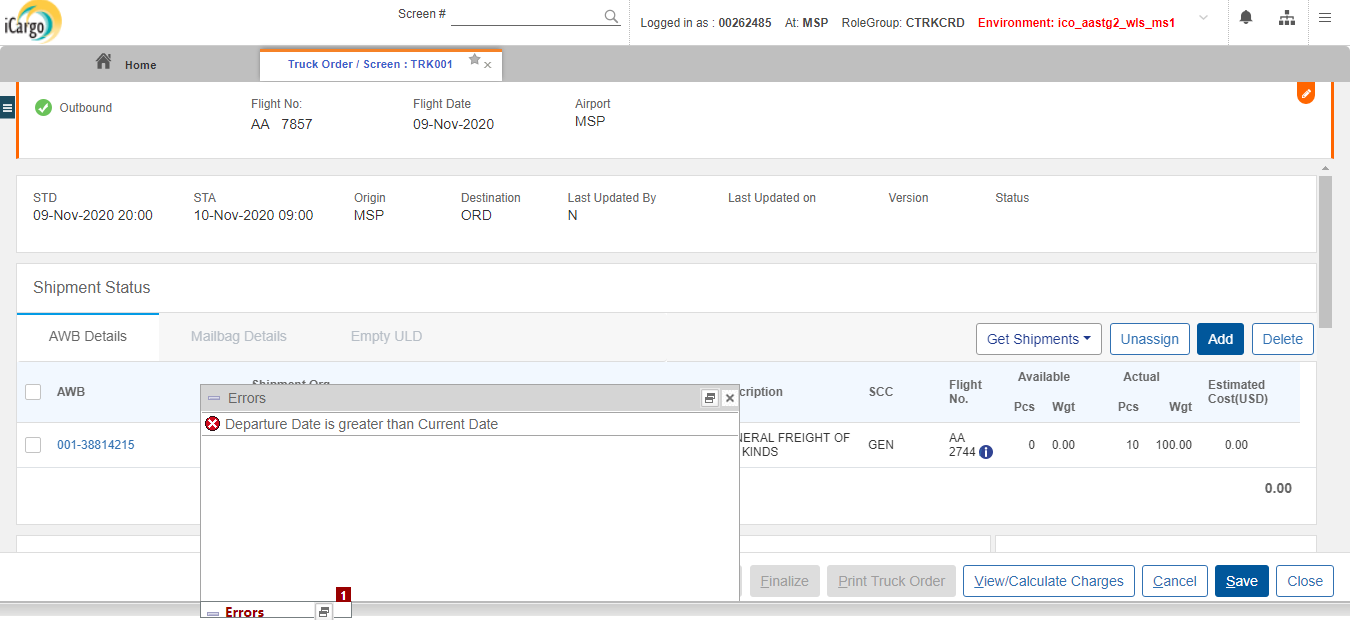 iCargo
Screen #
Logged in as : 00262485 At: MSP RoleGroup: CTRKCRD Environment: ico_aastg2_wls_ms1
Home
Truck Order / Screen : TRK001
Outbound
Flight No: Flight Date Airport
AA 7857 09-Nov-2020 MSP
STD STA Origin Destination Last Updated By Last Updated on Version Status
09-Nov-2020 20:00 10-Nov-2020 09:00 MSP ORD N
Shipment Status
AWB Details Mailbag Details Empty ULD
Get Shipments Unassign Add Delete
AWB Shipment Org cription SCC Flight No. Available Actual Estimated Cost(USD)
Pcs Wgt Pcs Wgt
001-38814215 NERAL FREIGHT OF KINDS GEN AA 2744 0 0.00 10 100.00 0.00
0.00
Errors
Departure Date is greater than Current Date
Finalize Print Truck Order View/Calculate Charges Cancel Save Close
1
Errors